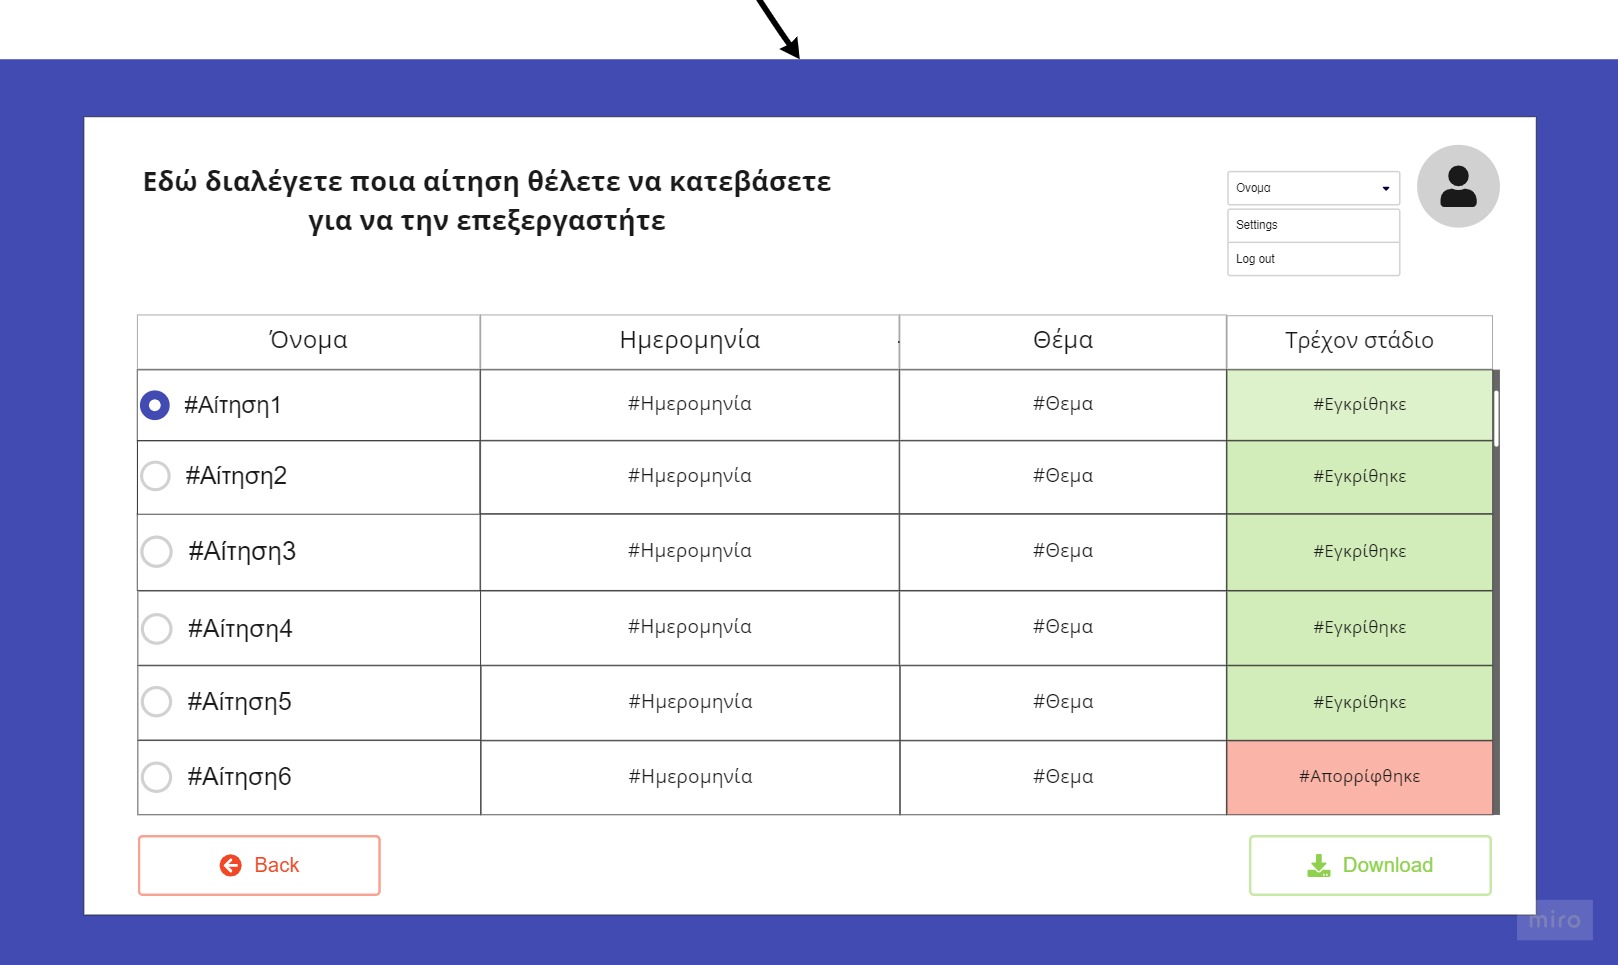 Εδώ διαλέγετε ποια αίτηση θέλετε να κατεβάσετε
για να την επεξεργαστήτε
Ονομα
Settings
Log out
Όνομα Ημερομηνία Θέμα Τρέχον στάδιο
#Αίτηση1 #Ημερομηνία #Θεμα #Εγκρίθηκε
#Αίτηση2 #Ημερομηνία #Θεμα #Εγκρίθηκε
#Αίτηση3 #Ημερομηνία #Θεμα #Εγκρίθηκε
#Αίτηση4 #Ημερομηνία #Θεμα #Εγκρίθηκε
#Αίτηση5 #Ημερομηνία #Θεμα #Εγκρίθηκε
#Αίτηση6 #Ημερομηνία #Θεμα #Απορρίφθηκε
Back Download
miro